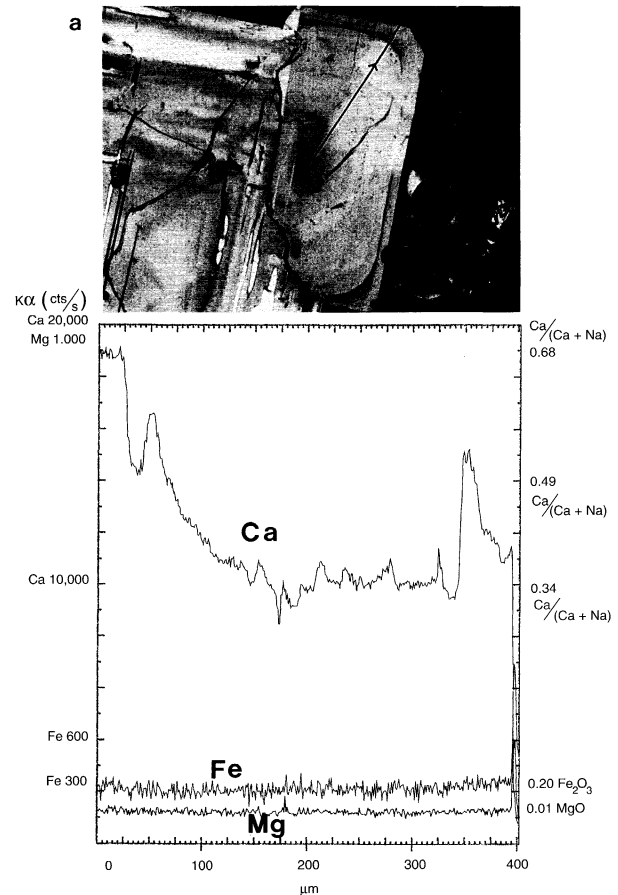 a
κα (cts/s)
Ca 20,000
Mg 1.000
Ca/(Ca + Na)
0.68
0.49
Ca/(Ca + Na)
Ca
Ca 10,000
0.34
Ca/(Ca + Na)
Fe 600
Fe
Fe 300
0.20 Fe₂O₃
0.01 MgO
Mg
0 100 200 300 400
μm